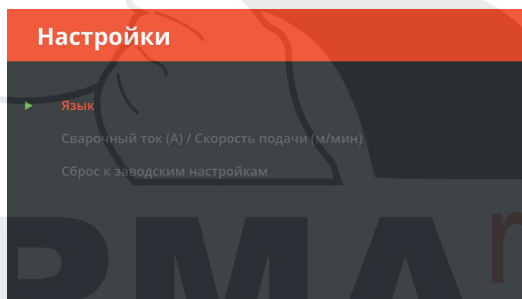 Настройки
Язык
Сварочный ток (А) / Скорость подачи (м/мин)
Сброс к заводским настройкам